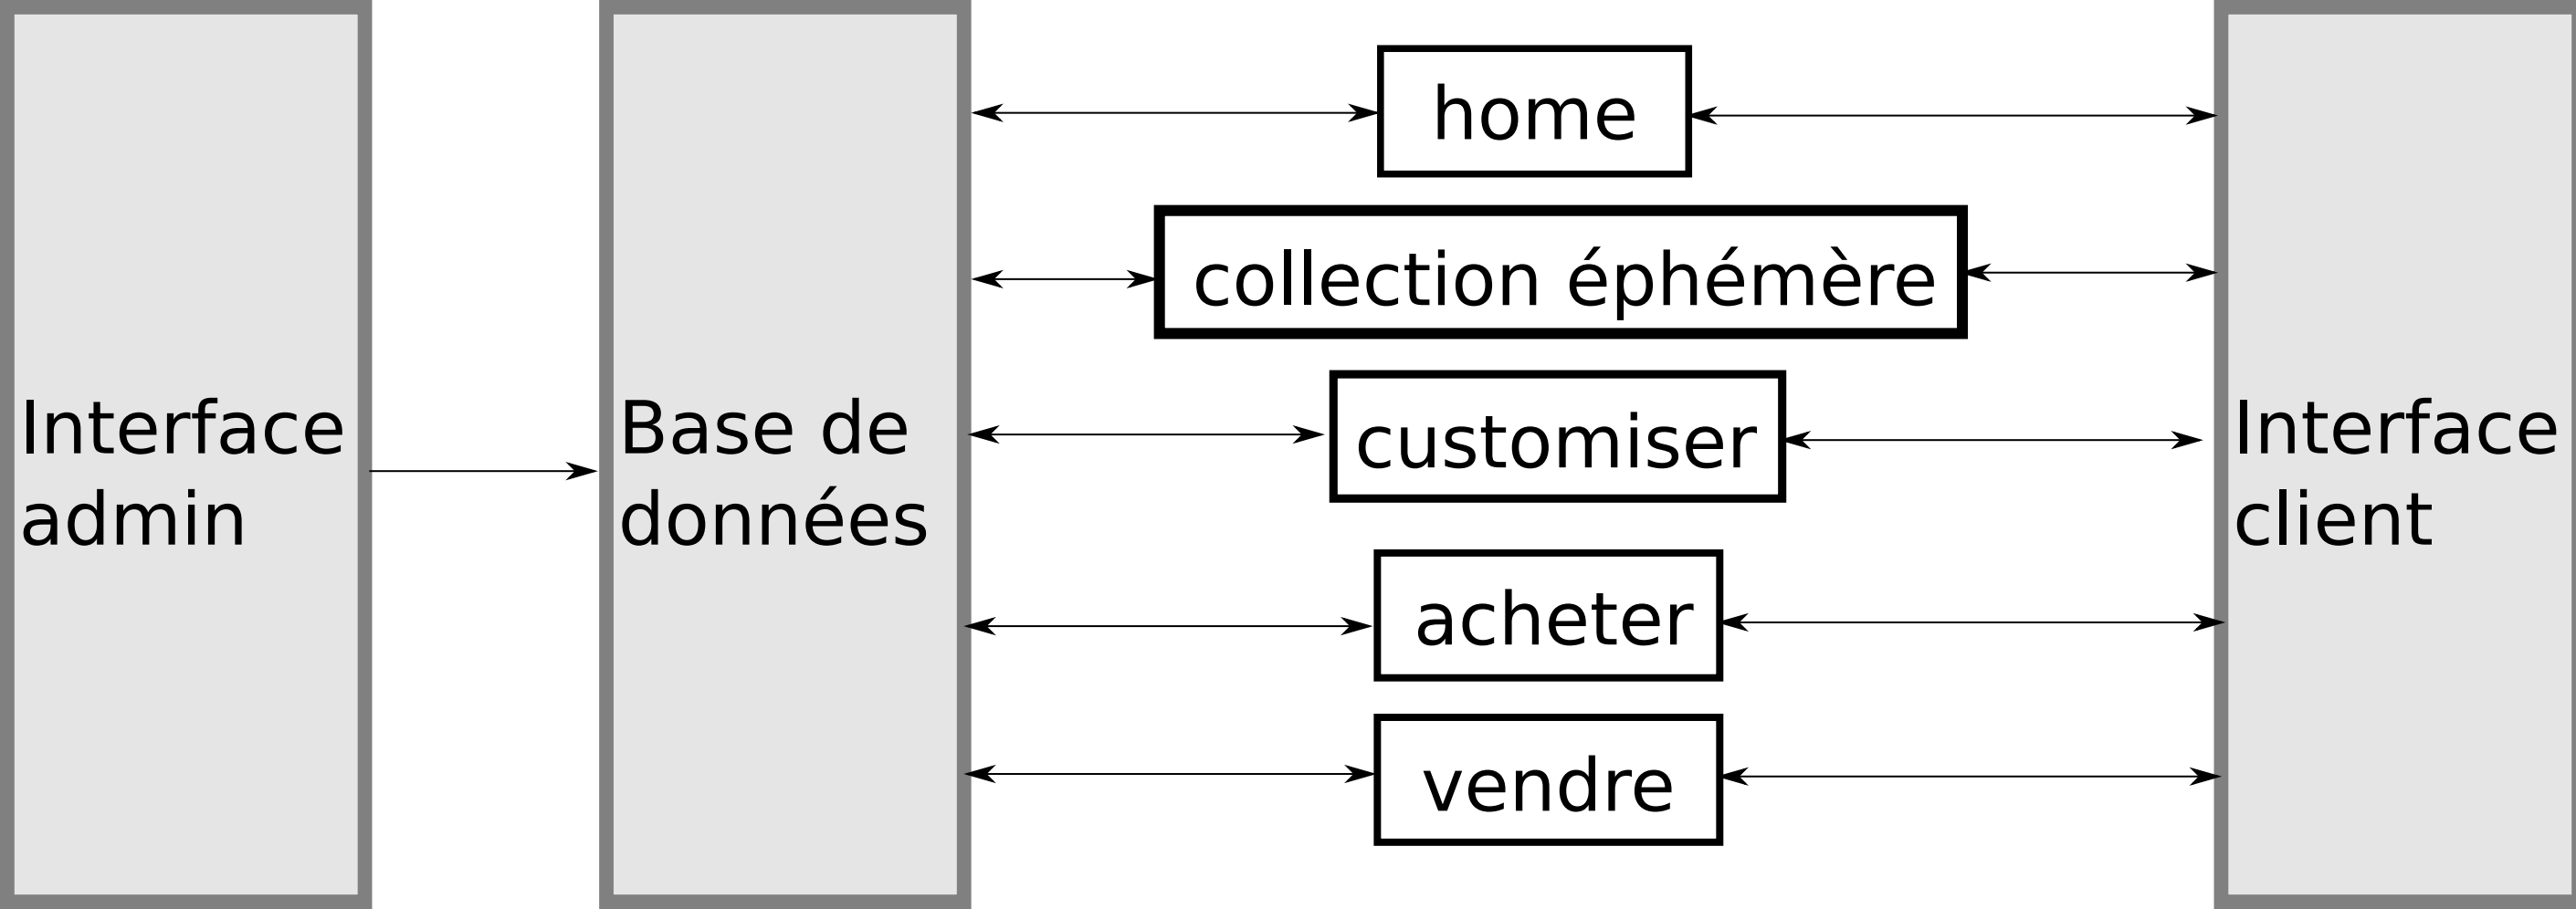 Interface
admin
Base de
données
home
collection éphémère
customiser
acheter
vendre
Interface
client